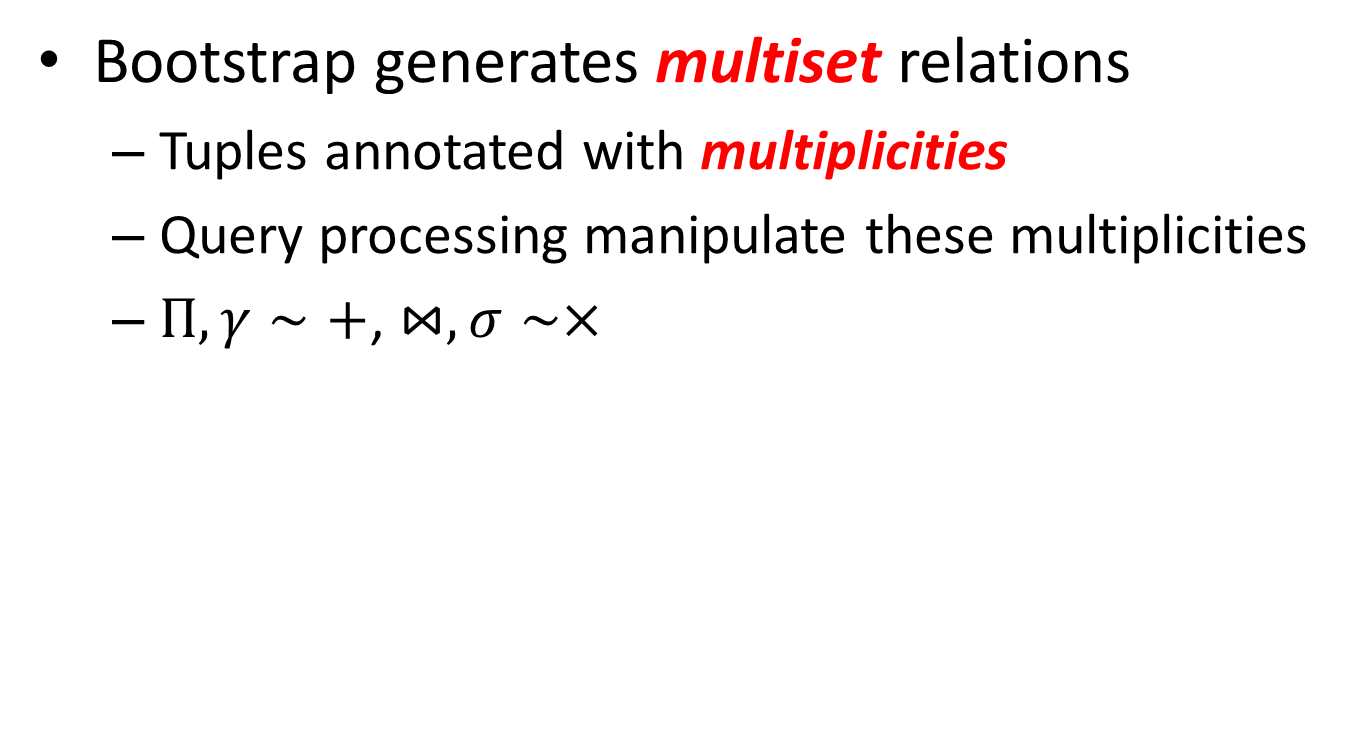 • Bootstrap generates multiset relations
– Tuples annotated with multiplicities
– Query processing manipulate these multiplicities
– Π, γ ~ +, ⋈, σ ~×